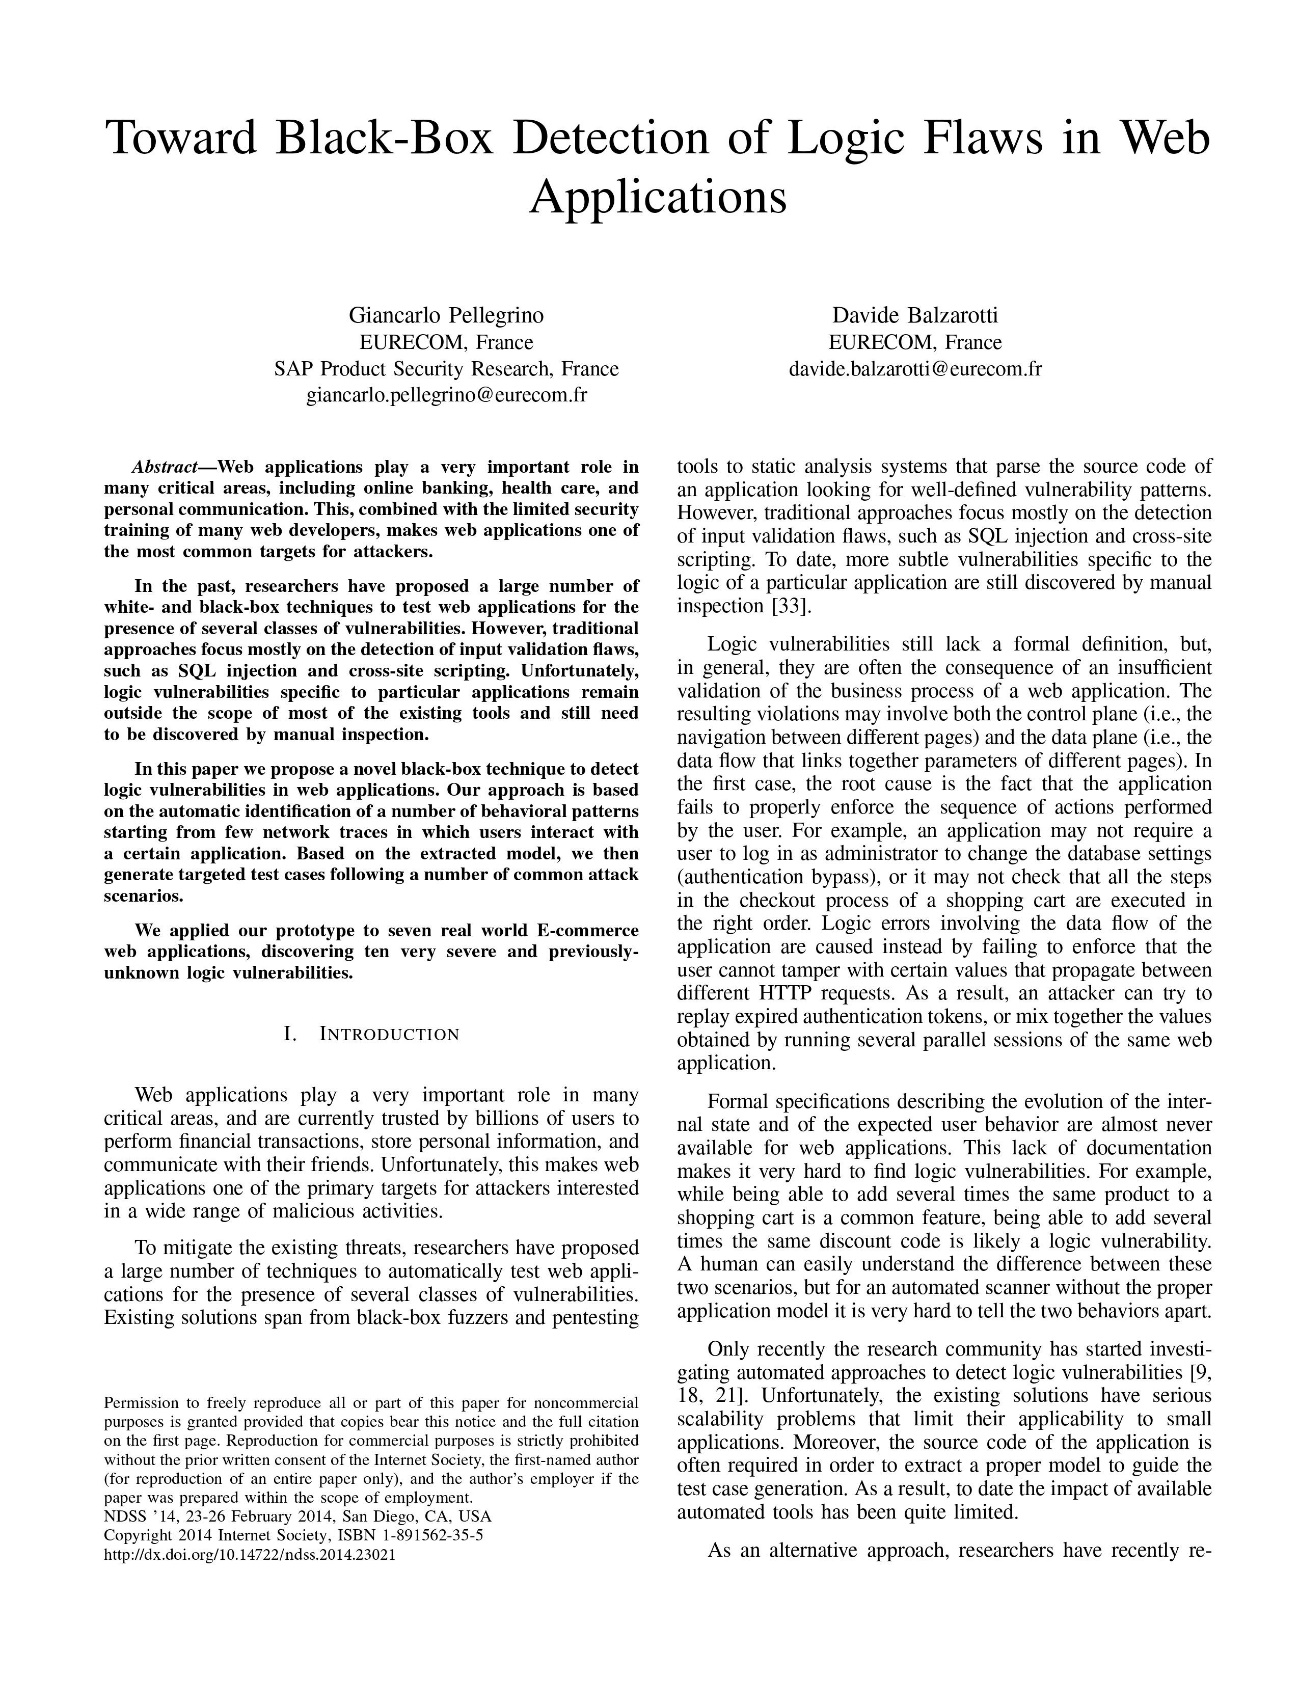 Toward Black-Box Detection of Logic Flaws in Web
Applications
Giancarlo Pellegrino
EURECOM, France
SAP Product Security Research, France
giancarlo.pellegrino@eurecom.fr
Davide Balzarotti
EURECOM, France
davide.balzarotti@eurecom.fr
Abstract—Web applications play a very important role in
many critical areas, including online banking, health care, and
personal communication. This, combined with the limited security
training of many web developers, makes web applications one of
the most common targets for attackers.
In the past, researchers have proposed a large number of
white- and black-box techniques to test web applications for the
presence of several classes of vulnerabilities. However, traditional
approaches focus mostly on the detection of input validation flaws,
such as SQL injection and cross-site scripting. Unfortunately,
logic vulnerabilities specific to particular applications remain
outside the scope of most of the existing tools and still need
to be discovered by manual inspection.
In this paper we propose a novel black-box technique to detect
logic vulnerabilities in web applications. Our approach is based
on the automatic identification of a number of behavioral patterns
starting from few network traces in which users interact with
a certain application. Based on the extracted model, we then
generate targeted test cases following a number of common attack
scenarios.
We applied our prototype to seven real world E-commerce
web applications, discovering ten very severe and previously-
unknown logic vulnerabilities.
I. INTRODUCTION
Web applications play a very important role in many
critical areas, and are currently trusted by billions of users to
perform financial transactions, store personal information, and
communicate with their friends. Unfortunately, this makes web
applications one of the primary targets for attackers interested
in a wide range of malicious activities.
To mitigate the existing threats, researchers have proposed
a large number of techniques to automatically test web appli-
cations for the presence of several classes of vulnerabilities.
Existing solutions span from black-box fuzzers and pentesting
Permission to freely reproduce all or part of this paper for noncommercial
purposes is granted provided that copies bear this notice and the full citation
on the first page. Reproduction for commercial purposes is strictly prohibited
without the prior written consent of the Internet Society, the first-named author
(for reproduction of an entire paper only), and the author's employer if the
paper was prepared within the scope of employment.
NDSS '14, 23-26 February 2014, San Diego, CA, USA
Copyright 2014 Internet Society, ISBN 1-891562-35-5
http://dx.doi.org/10.14722/ndss.2014.23021
tools to static analysis systems that parse the source code of
an application looking for well-defined vulnerability patterns.
However, traditional approaches focus mostly on the detection
of input validation flaws, such as SQL injection and cross-site
scripting. To date, more subtle vulnerabilities specific to the
logic of a particular application are still discovered by manual
inspection [33].
Logic vulnerabilities still lack a formal definition, but,
in general, they are often the consequence of an insufficient
validation of the business process of a web application. The
resulting violations may involve both the control plane (i.e., the
navigation between different pages) and the data plane (i.e., the
data flow that links together parameters of different pages). In
the first case, the root cause is the fact that the application
fails to properly enforce the sequence of actions performed
by the user. For example, an application may not require a
user to log in as administrator to change the database settings
(authentication bypass), or it may not check that all the steps
in the checkout process of a shopping cart are executed in
the right order. Logic errors involving the data flow of the
application are caused instead by failing to enforce that the
user cannot tamper with certain values that propagate between
different HTTP requests. As a result, an attacker can try to
replay expired authentication tokens, or mix together the values
obtained by running several parallel sessions of the same web
application.
Formal specifications describing the evolution of the inter-
nal state and of the expected user behavior are almost never
available for web applications. This lack of documentation
makes it very hard to find logic vulnerabilities. For example,
while being able to add several times the same product to a
shopping cart is a common feature, being able to add several
times the same discount code is likely a logic vulnerability.
A human can easily understand the difference between these
two scenarios, but for an automated scanner without the proper
application model it is very hard to tell the two behaviors apart.
Only recently the research community has started investi-
gating automated approaches to detect logic vulnerabilities [9,
18, 21]. Unfortunately, the existing solutions have serious
scalability problems that limit their applicability to small
applications. Moreover, the source code of the application is
often required in order to extract a proper model to guide the
test case generation. As a result, to date the impact of available
automated tools has been quite limited.
As an alternative approach, researchers have recently re-